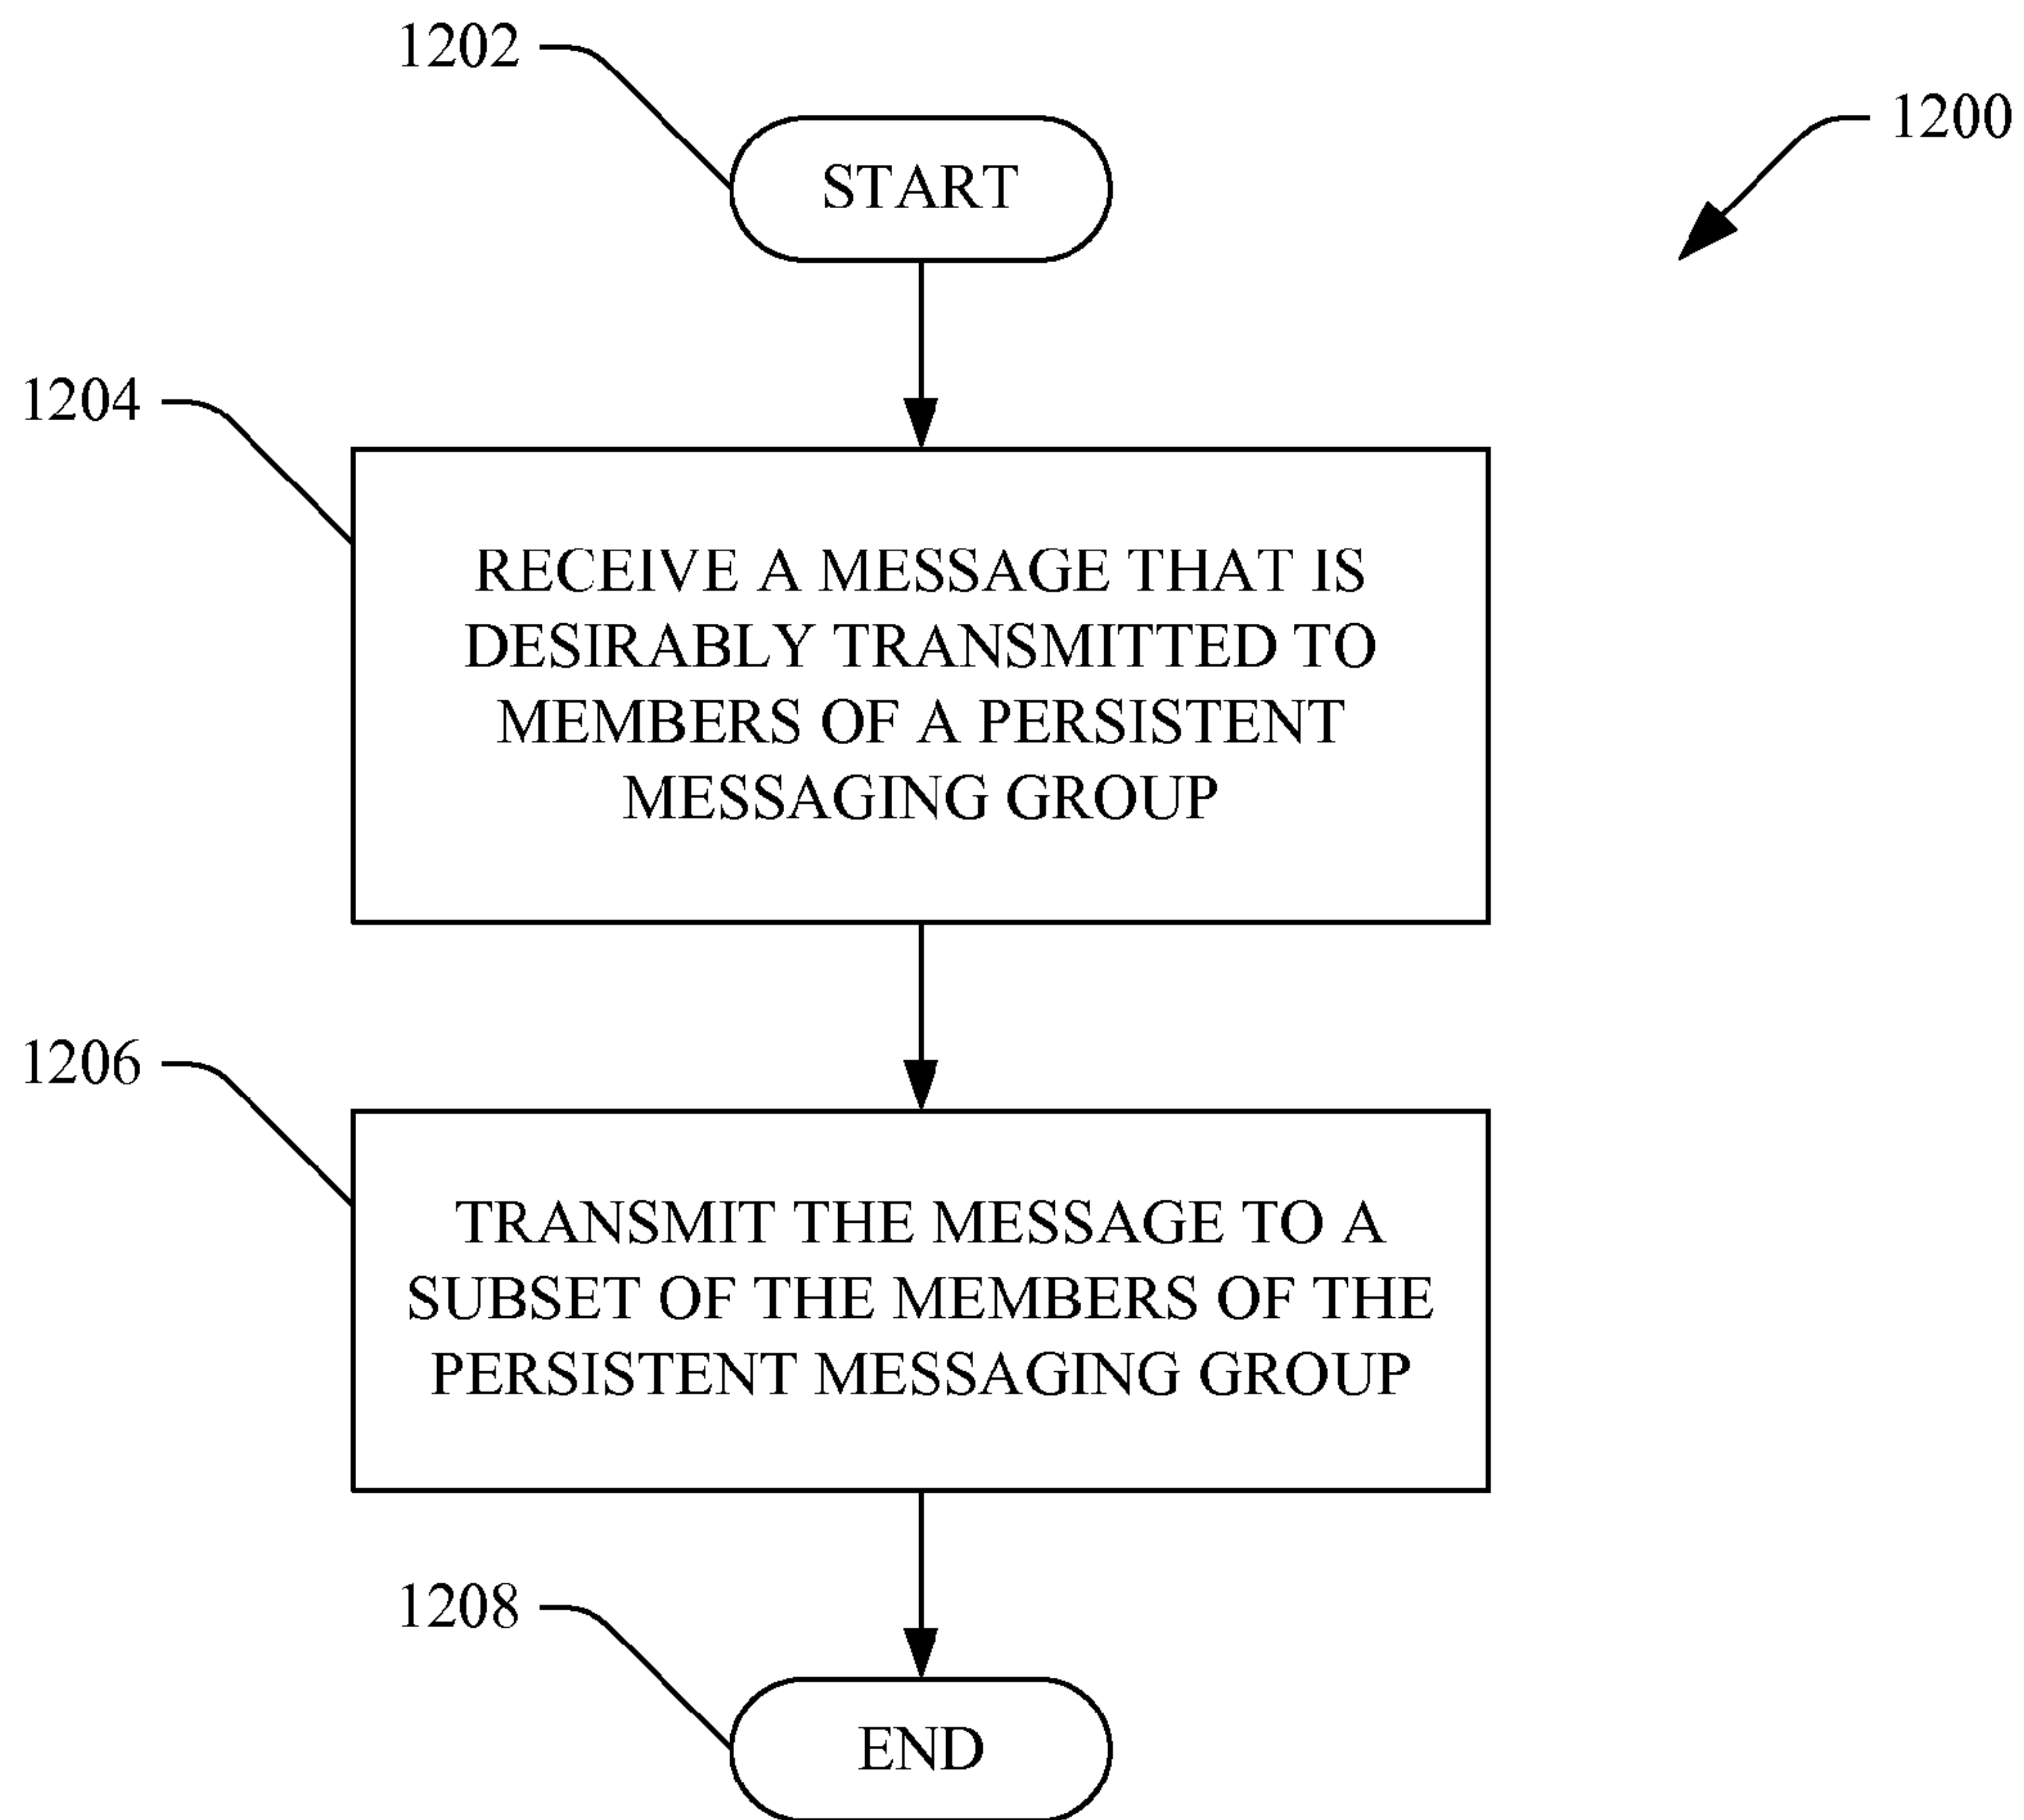 1202
1200
START
1204
RECEIVE A MESSAGE THAT IS
DESIRABLY TRANSMITTED TO
MEMBERS OF A PERSISTENT
MESSAGING GROUP
1206
TRANSMIT THE MESSAGE TO A
SUBSET OF THE MEMBERS OF THE
PERSISTENT MESSAGING GROUP
1208
END